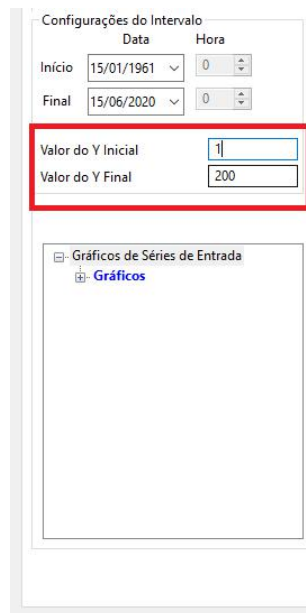 Configurações do Intervalo
Data Hora
Início 15/01/1961 0
Final 15/06/2020 0
Valor do Y Inicial 1
Valor do Y Final 200
Gráficos de Séries de Entrada
Gráficos